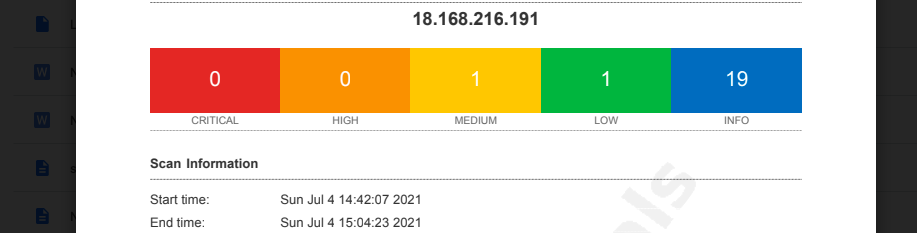 18.168.216.191
0 0 1 1 19
CRITICAL HIGH MEDIUM LOW INFO
Scan Information
Start time: Sun Jul 4 14:42:07 2021
End time: Sun Jul 4 15:04:23 2021